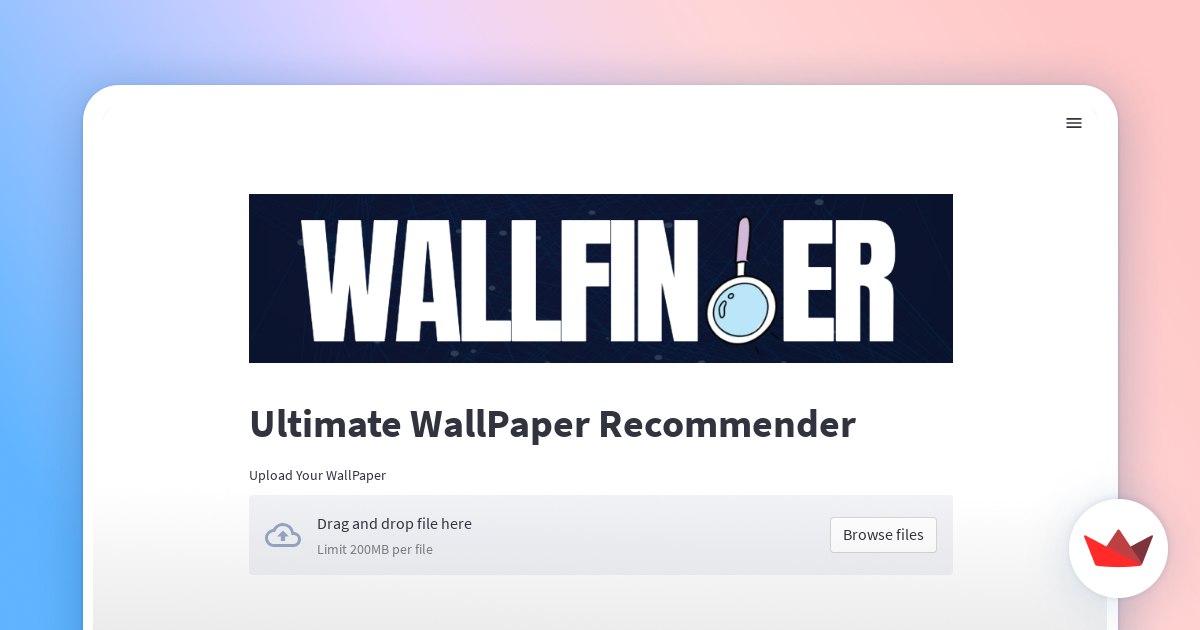 WALLFINDER
Ultimate WallPaper Recommender
Upload Your WallPaper
Drag and drop file here
Limit 200MB per file
Browse files